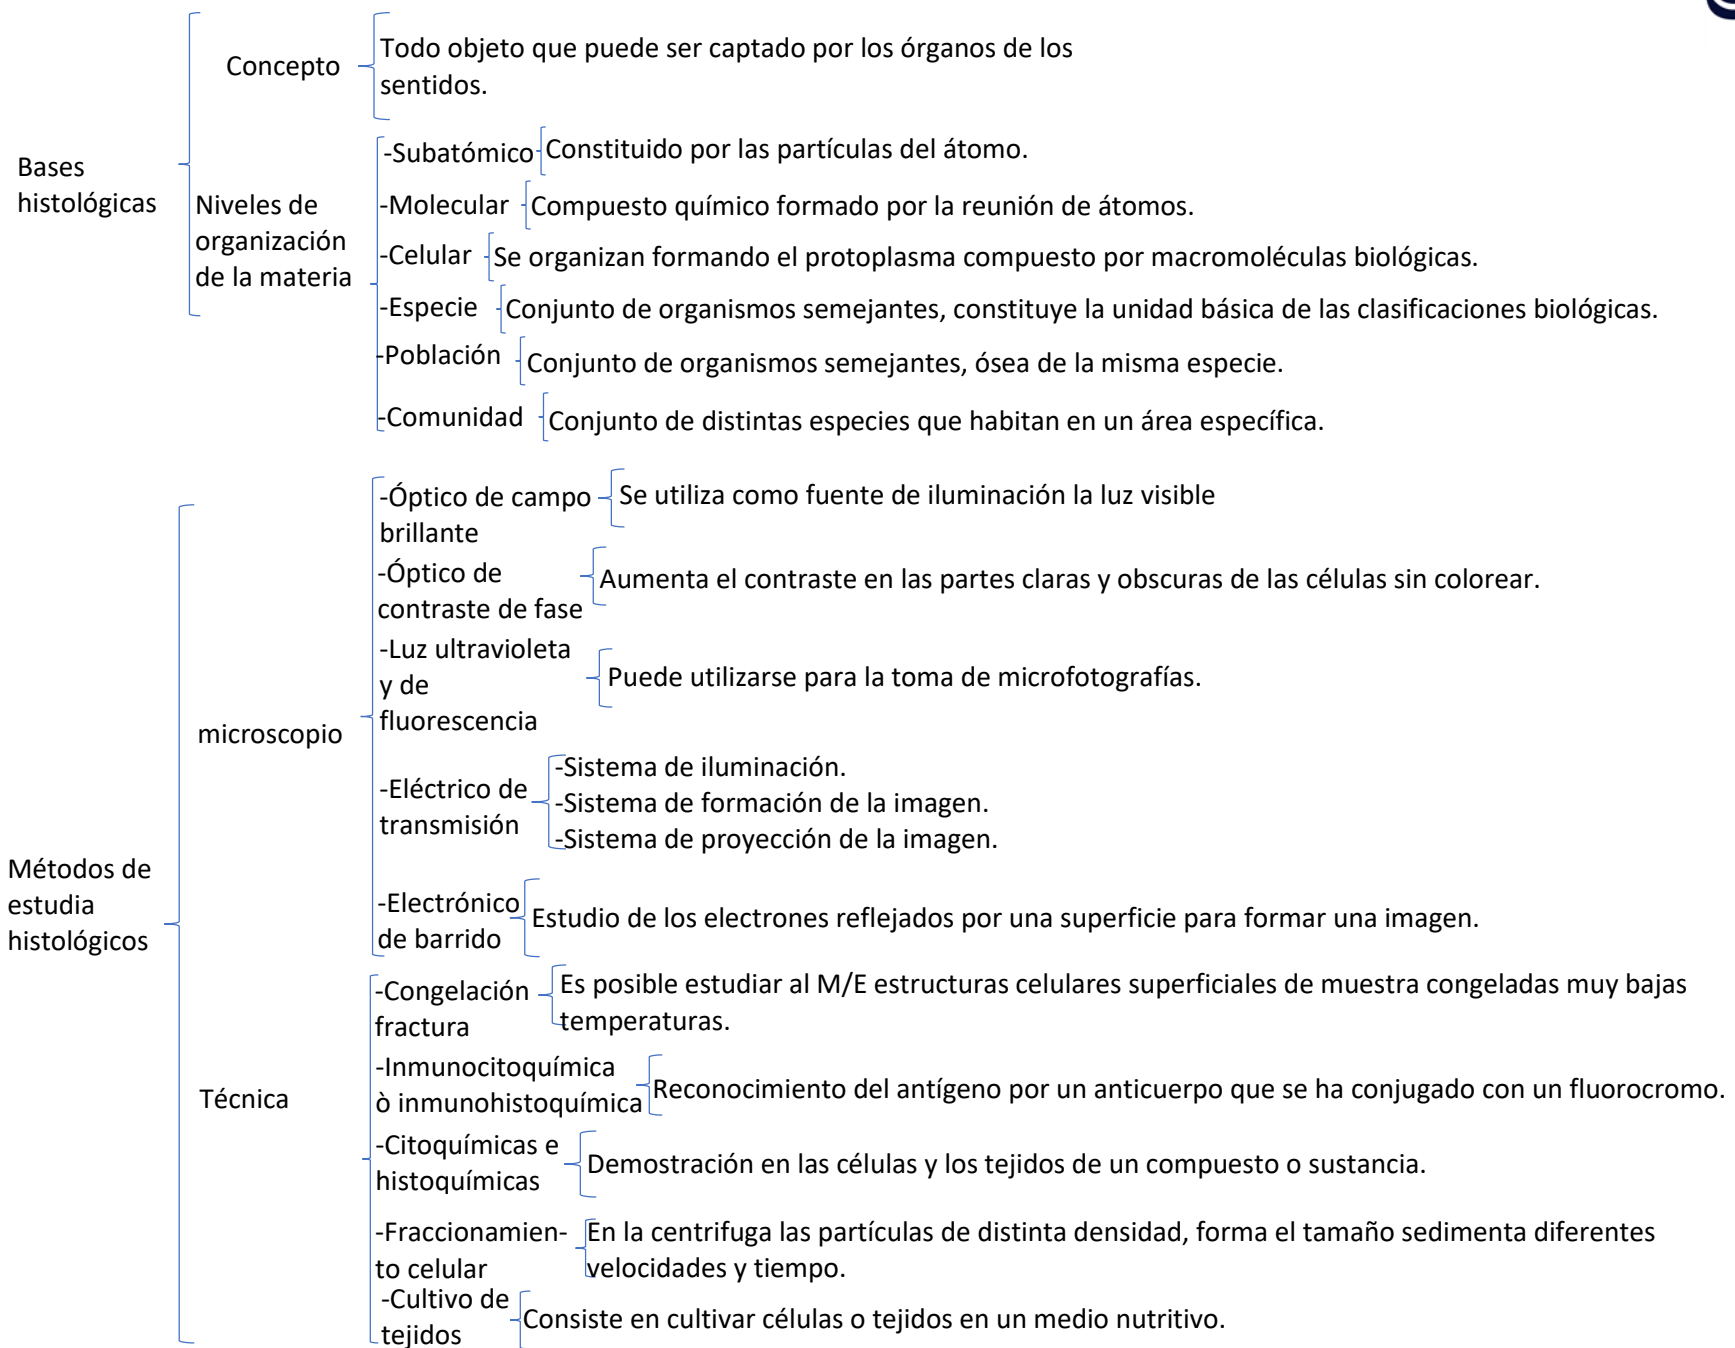 Bases
histológicas
Concepto
Todo objeto que puede ser captado por los órganos de los
sentidos.
Niveles de
organización
de la materia
-Subatómico
Constituido por las partículas del átomo.
-Molecular
Compuesto químico formado por la reunión de átomos.
-Celular
Se organizan formando el protoplasma compuesto por macromoléculas biológicas.
-Especie
Conjunto de organismos semejantes, constituye la unidad básica de las clasificaciones biológicas.
-Población
Conjunto de organismos semejantes, ósea de la misma especie.
-Comunidad
Conjunto de distintas especies que habitan en un área específica.
Métodos de
estudia
histológicos
microscopio
-Óptico de campo
brillante
Se utiliza como fuente de iluminación la luz visible
-Óptico de
contraste de fase
Aumenta el contraste en las partes claras y obscuras de las células sin colorear.
-Luz ultravioleta
y de
fluorescencia
Puede utilizarse para la toma de microfotografías.
-Eléctrico de
transmisión
-Sistema de iluminación.
-Sistema de formación de la imagen.
-Sistema de proyección de la imagen.
-Electrónico
de barrido
Estudio de los electrones reflejados por una superficie para formar una imagen.
Técnica
-Congelación
fractura
Es posible estudiar al M/E estructuras celulares superficiales de muestra congeladas muy bajas
temperaturas.
-Inmunocitoquímica
ò inmunohistoquímica
Reconocimiento del antígeno por un anticuerpo que se ha conjugado con un fluorocromo.
-Citoquímicas e
histoquímicas
Demostración en las células y los tejidos de un compuesto o sustancia.
-Fraccionamien-
to celular
En la centrifuga las partículas de distinta densidad, forma el tamaño sedimenta diferentes
velocidades y tiempo.
-Cultivo de
tejidos
Consiste en cultivar células o tejidos en un medio nutritivo.